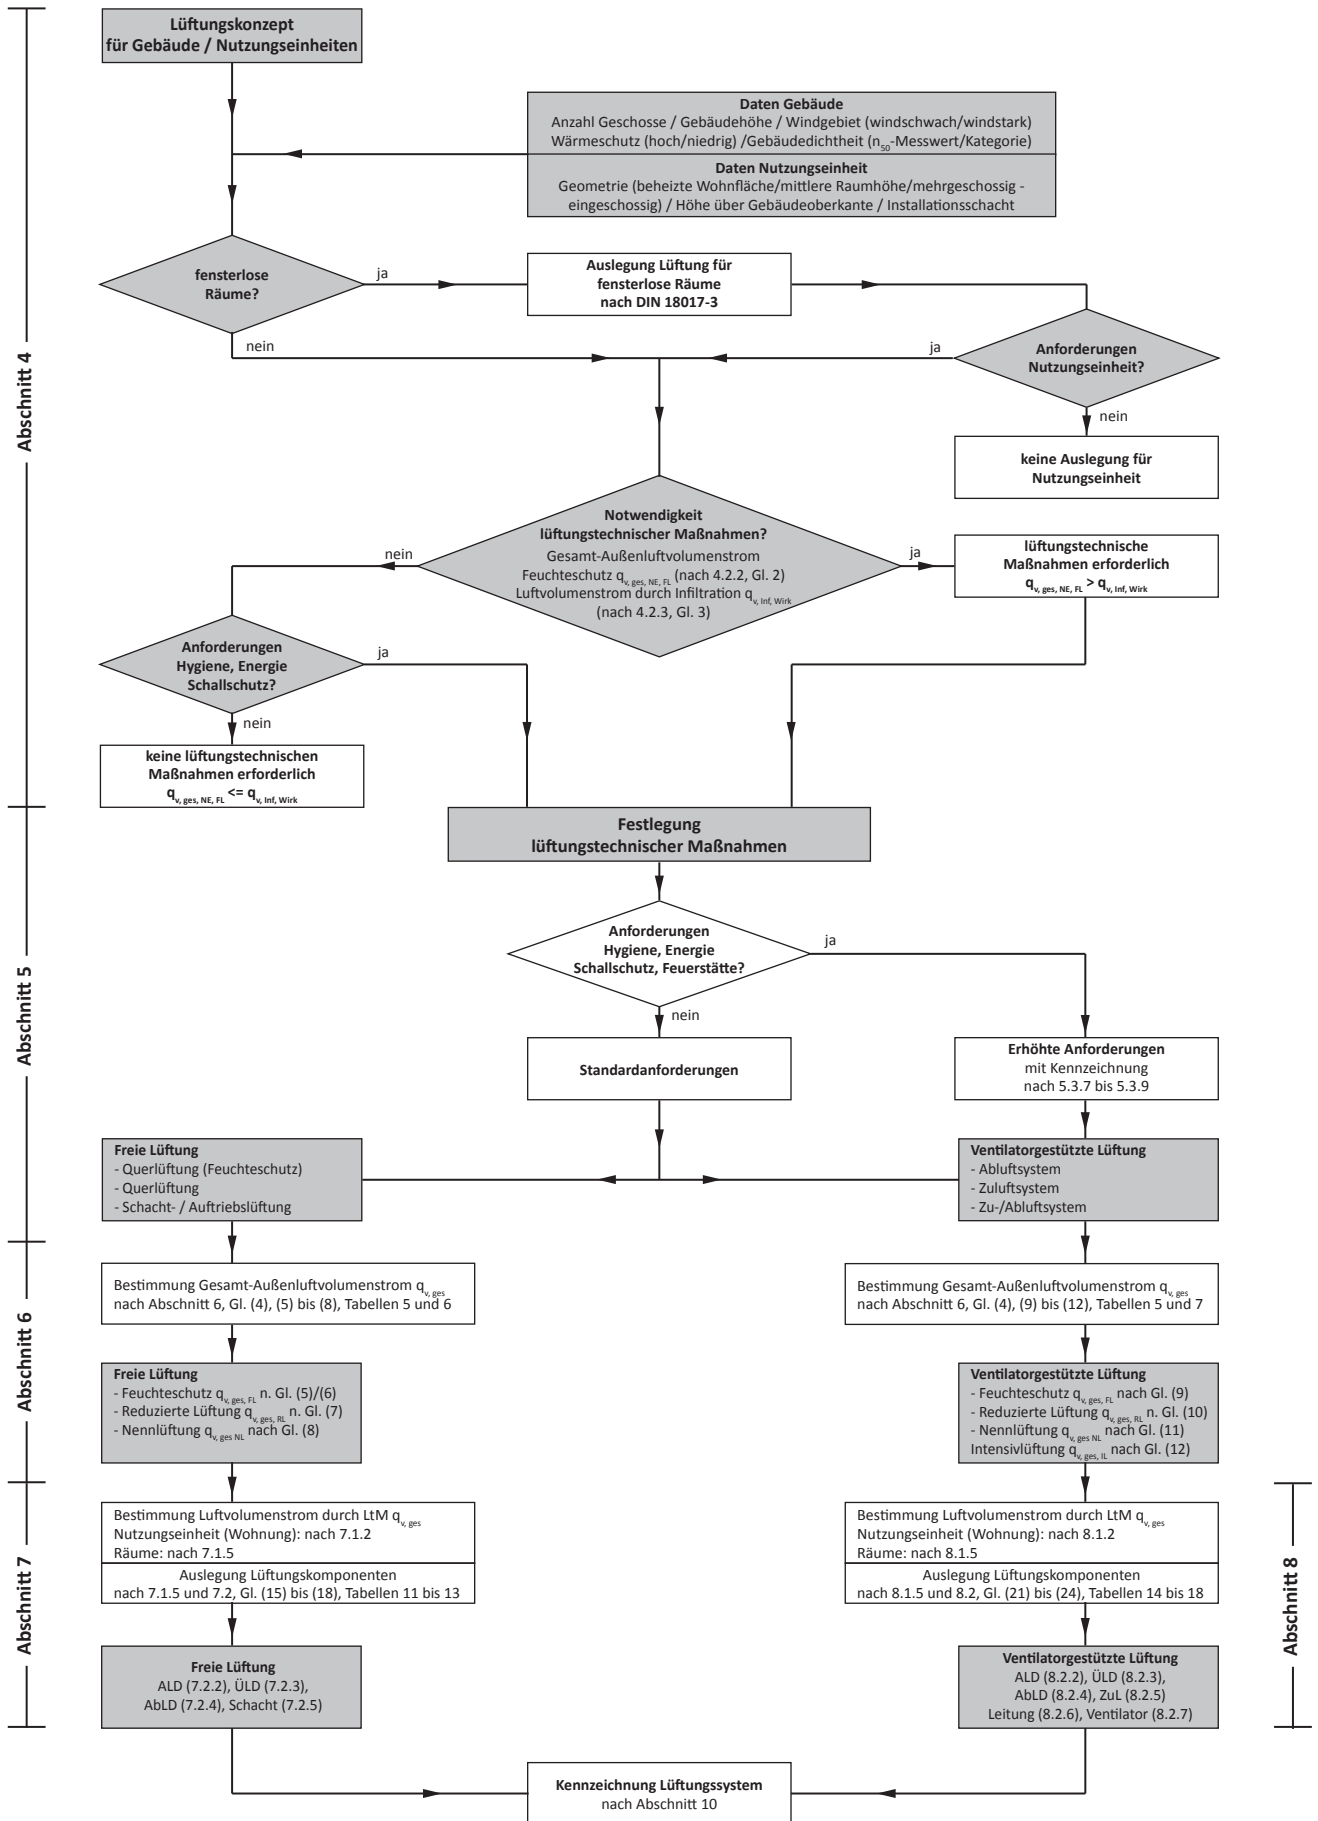 Lüftungskonzept
für Gebäude / Nutzungseinheiten
Daten Gebäude
Anzahl Geschosse / Gebäudehöhe / Windgebiet (windschwach/windstark)
Wärmeschutz (hoch/niedrig) /Gebäudedichtheit (n50-Messwert/Kategorie)
Daten Nutzungseinheit
Geometrie (beheizte Wohnfläche/mittlere Raumhöhe/mehrgeschossig -
eingeschossig) / Höhe über Gebäudeoberkante / Installationsschacht
fensterlose
Räume?
ja
nein
Auslegung Lüftung für
fensterlose Räume
nach DIN 18017-3
Anforderungen
Nutzungseinheit?
ja
nein
keine Auslegung für
Nutzungseinheit
Abschnitt 4
Notwendigkeit
lüftungstechnischer Maßnahmen?
Gesamt-Außenluftvolumenstrom
Feuchteschutz qv, ges, NE, FL (nach 4.2.2, Gl. 2)
Luftvolumenstrom durch Infiltration qv, Inf, Wirk
(nach 4.2.3, Gl. 3)
nein
ja
lüftungstechnische
Maßnahmen erforderlich
qv, ges, NE, FL > qv, Inf, Wirk
Anforderungen
Hygiene, Energie
Schallschutz?
ja
nein
keine lüftungstechnischen
Maßnahmen erforderlich
qv, ges, NE, FL <= qv, Inf, Wirk
Festlegung
lüftungstechnischer Maßnahmen
Abschnitt 5
Anforderungen
Hygiene, Energie
Schallschutz, Feuerstätte?
ja
nein
Standardanforderungen
Erhöhte Anforderungen
mit Kennzeichnung
nach 5.3.7 bis 5.3.9
Freie Lüftung
- Querlüftung (Feuchteschutz)
- Querlüftung
- Schacht- / Auftriebslüftung
Ventilatorgestützte Lüftung
- Abluftsystem
- Zuluftsystem
- Zu-/Abluftsystem
Abschnitt 6
Bestimmung Gesamt-Außenluftvolumenstrom qv, ges
nach Abschnitt 6, Gl. (4), (5) bis (8), Tabellen 5 und 6
Bestimmung Gesamt-Außenluftvolumenstrom qv, ges
nach Abschnitt 6, Gl. (4), (9) bis (12), Tabellen 5 und 7
Freie Lüftung
- Feuchteschutz qv, ges, FL n. Gl. (5)/(6)
- Reduzierte Lüftung qv, ges, RL n. Gl. (7)
- Nennlüftung qv, ges NL nach Gl. (8)
Ventilatorgestützte Lüftung
- Feuchteschutz qv, ges, FL nach Gl. (9)
- Reduzierte Lüftung qv, ges, RL n. Gl. (10)
- Nennlüftung qv, ges NL nach Gl. (11)
Intensivlüftung qv, ges, IL nach Gl. (12)
Abschnitt 7
Bestimmung Luftvolumenstrom durch LtM qv, ges
Nutzungseinheit (Wohnung): nach 7.1.2
Räume: nach 7.1.5
Auslegung Lüftungskomponenten
nach 7.1.5 und 7.2, Gl. (15) bis (18), Tabellen 11 bis 13
Bestimmung Luftvolumenstrom durch LtM qv, ges
Nutzungseinheit (Wohnung): nach 8.1.2
Räume: nach 8.1.5
Auslegung Lüftungskomponenten
nach 8.1.5 und 8.2, Gl. (21) bis (24), Tabellen 14 bis 18
Abschnitt 8
Freie Lüftung
ALD (7.2.2), ÜLD (7.2.3),
AbLD (7.2.4), Schacht (7.2.5)
Ventilatorgestützte Lüftung
ALD (8.2.2), ÜLD (8.2.3),
AbLD (8.2.4), ZuL (8.2.5)
Leitung (8.2.6), Ventilator (8.2.7)
Kennzeichnung Lüftungssystem
nach Abschnitt 10